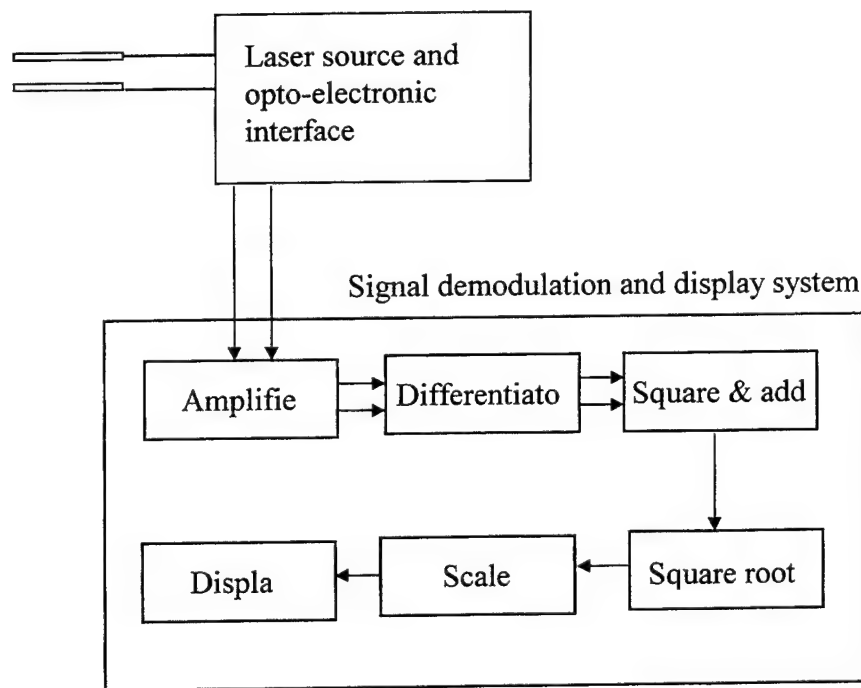 Laser source and
opto-electronic
interface
Signal demodulation and display system
Amplifie
Differentiato
Square & add
Displa
Scale
Square root